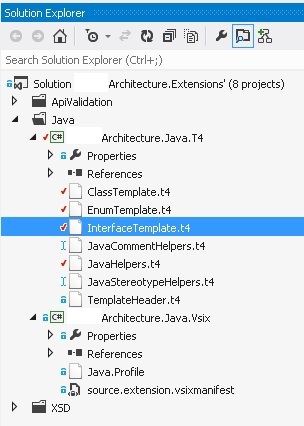 Solution Explorer
Search Solution Explorer (Ctrl+;)
Solution Architecture.Extensions' (8 projects)
ApiValidation
Java
C# Architecture.Java.T4
Properties
References
ClassTemplate.t4
EnumTemplate.t4
InterfaceTemplate.t4
JavaCommentHelpers.t4
JavaHelpers.t4
JavaStereotypeHelpers.t4
TemplateHeader.t4
C# Architecture.Java.Vsix
Properties
References
Java.Profile
source.extension.vsixmanifest
XSD